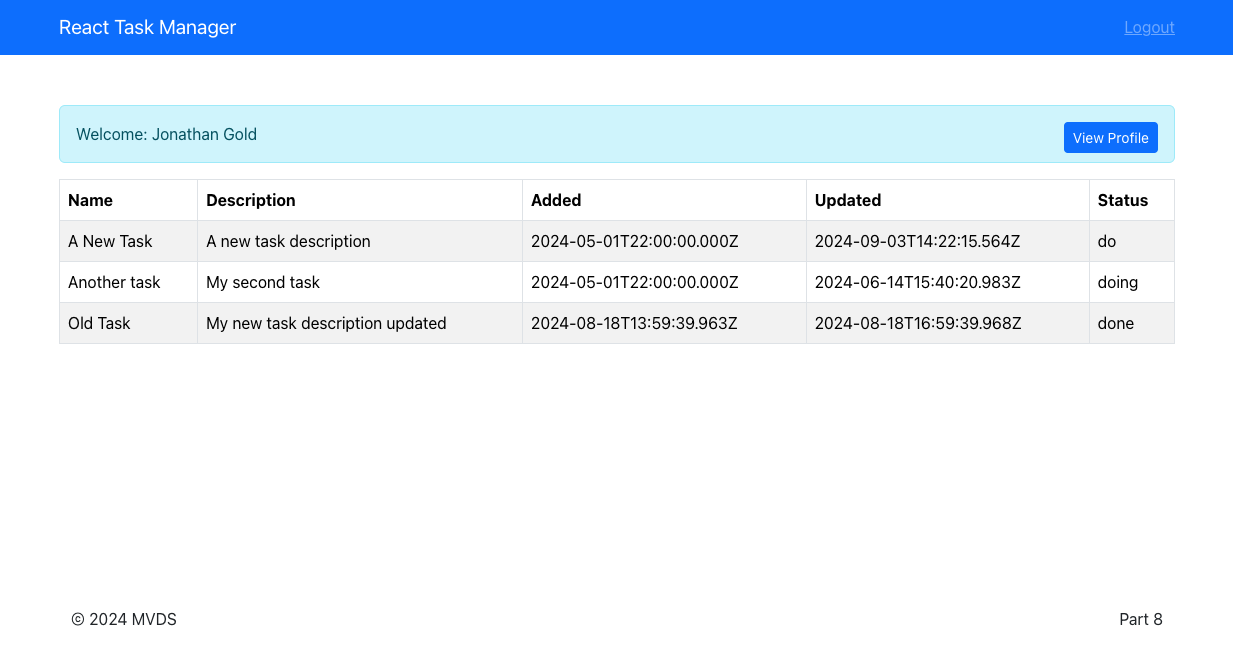 React Task Manager Logout
Welcome: Jonathan Gold View Profile
Name Description Added Updated Status
A New Task A new task description 2024-05-01T22:00:00.000Z 2024-09-03T14:22:15.564Z do
Another task My second task 2024-05-01T22:00:00.000Z 2024-06-14T15:40:20.983Z doing
Old Task My new task description updated 2024-08-18T13:59:39.963Z 2024-08-18T16:59:39.968Z done
© 2024 MVDS Part 8